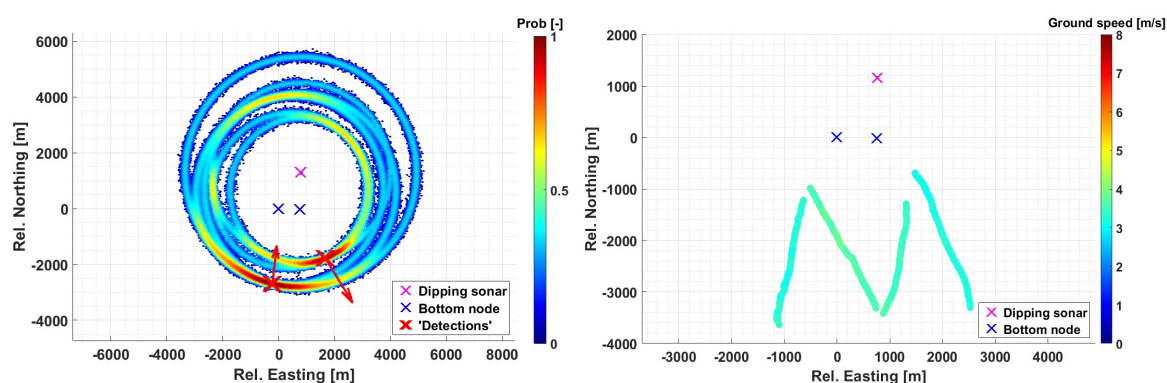 Prob [-]
6000
4000
2000
0
-2000
-4000
Rel. Northing [m]
-6000 -4000 -2000 0 2000 4000 6000 8000
Rel. Easting [m]
Dipping sonar
Bottom node
'Detections'
1
0.5
0
Ground speed [m/s]
2000
1000
0
-1000
-2000
-3000
-4000
Rel. Northing [m]
-3000 -2000 -1000 0 1000 2000 3000 4000
Rel. Easting [m]
Dipping sonar
Bottom node
8
7
6
5
4
3
2
1
0